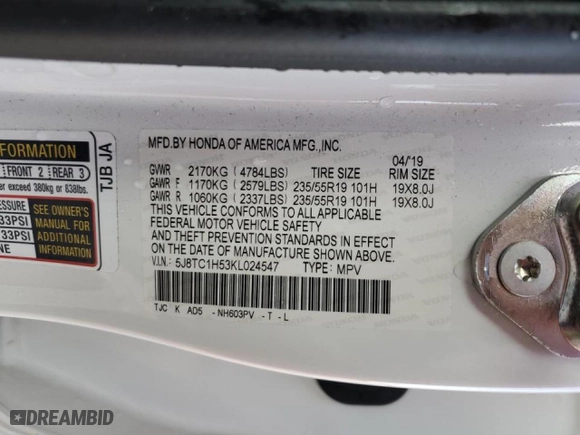 FORMATION
FRONT 2 REAR 3
er exceed 380kg or 838lbs.
33PSI
33PSI
NE
SEE OWNER'S
MANUAL FOR
ADDITIONAL
INFORMATION
TJB JA
MFD.BY HONDA OF AMERICA MFG.,INC.
04/'19
GVWR 2170KG (4784LBS) TIRE SIZE RIM SIZE
GAWR F 1170KG (2579LBS) 235/55R19 101H 19X8.0J
GAWR R 1060KG (2337LBS) 235/55R19 101H 19X8.0J
THIS VEHICLE CONFORMS TO ALL APPLICABLE
FEDERAL MOTOR VEHICLE SAFETY
AND THEFT PREVENTION STANDARDS IN EFFECT
ON THE DATE OF MANUFACTURE SHOWN ABOVE.
V.I.N.: 5J8TC1H53KL024547 TYPE: MPV
TJC K AD5 -NH603PV -T-L
DREAMBID